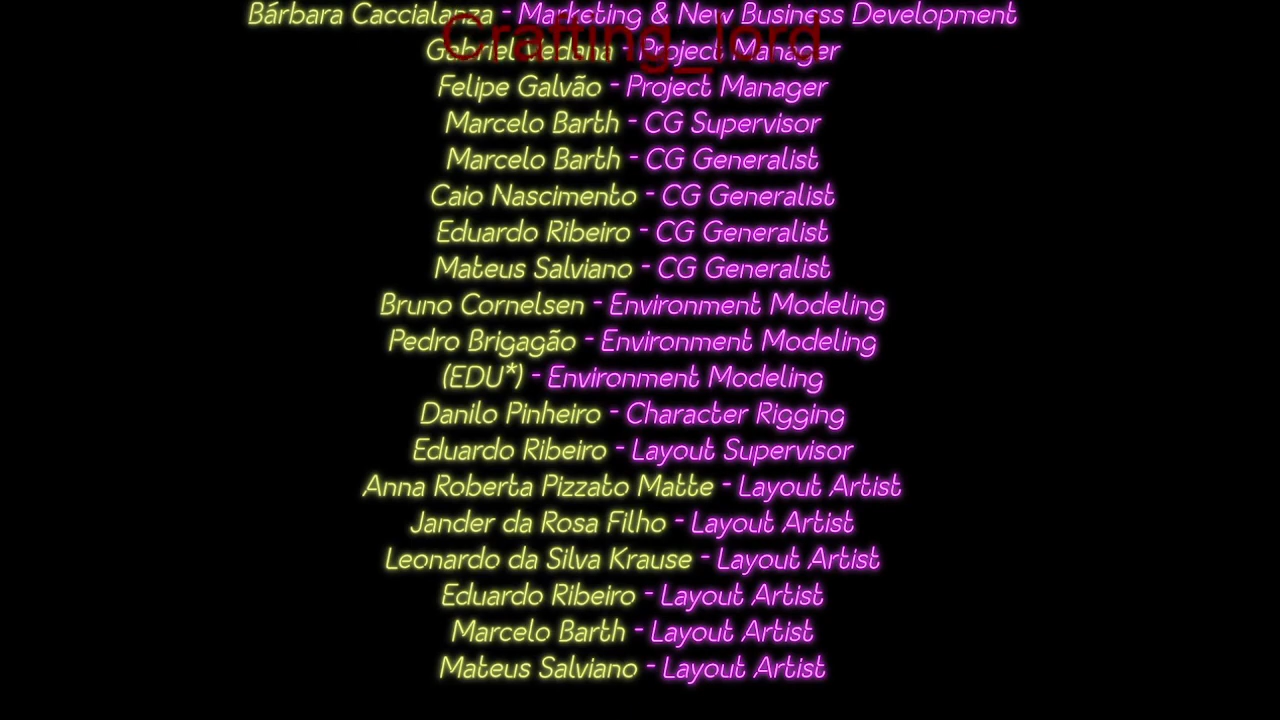 Bárbara Caccialanza - Marketing & New Business Development
Crafting_lord
Gabriel Vedana - Project Manager
Felipe Galvão - Project Manager
Marcelo Barth - CG Supervisor
Marcelo Barth - CG Generalist
Caio Nascimento - CG Generalist
Eduardo Ribeiro - CG Generalist
Mateus Salviano - CG Generalist
Bruno Cornelsen - Environment Modeling
Pedro Brigagão - Environment Modeling
(EDU*) - Environment Modeling
Danilo Pinheiro - Character Rigging
Eduardo Ribeiro - Layout Supervisor
Anna Roberta Pizzato Matte - Layout Artist
Jander da Rosa Filho - Layout Artist
Leonardo da Silva Krause - Layout Artist
Eduardo Ribeiro - Layout Artist
Marcelo Barth - Layout Artist
Mateus Salviano - Layout Artist